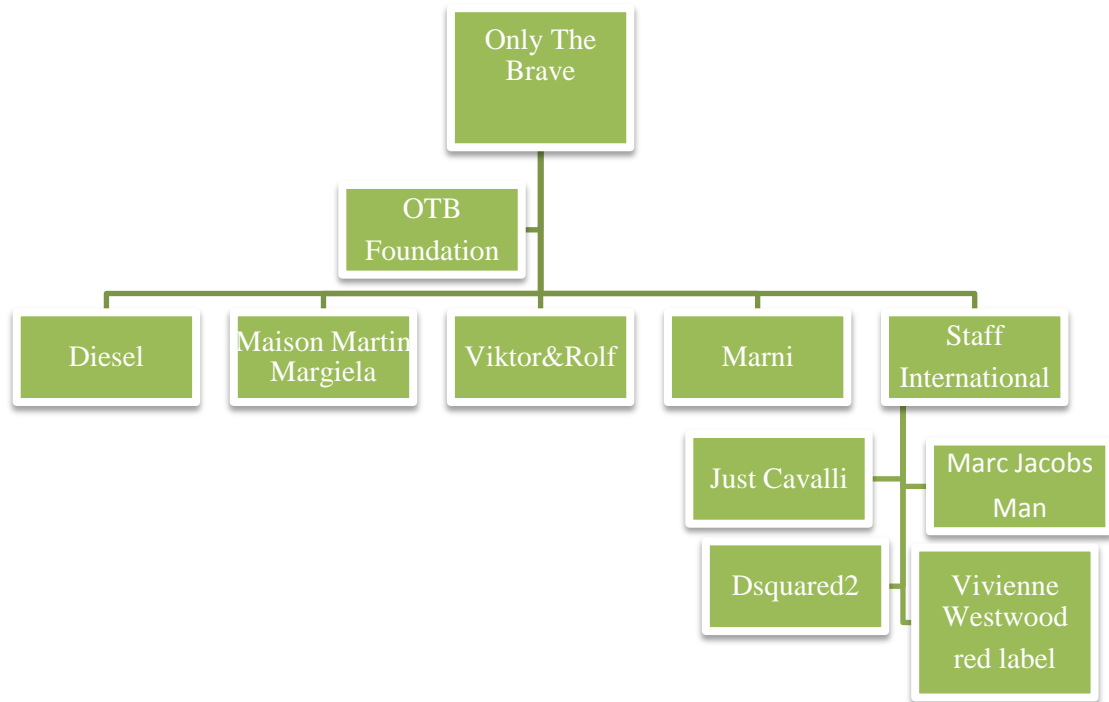 Only The
Brave
OTB
Foundation
Diesel
Maison Martin
Margiela
Viktor&Rolf
Marni
Staff
International
Just Cavalli
Marc Jacobs
Man
Dsquared2
Vivienne
Westwood
red label